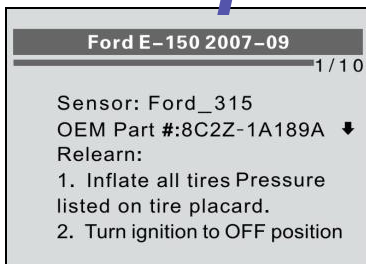 Ford E–150 2007–09
1/10
Sensor: Ford_315
OEM Part #:8C2Z-1A189A ⬇
Relearn:
1. Inflate all tires Pressure
listed on tire placard.
2. Turn ignition to OFF position